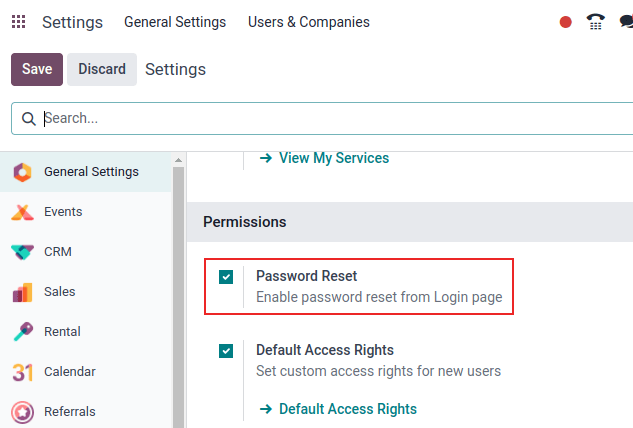 Settings General Settings Users & Companies
Save Discard Settings
Search...
View My Services
General Settings
Events
CRM
Sales
Rental
31 Calendar
Referrals
Permissions
Password Reset
Enable password reset from Login page
Default Access Rights
Set custom access rights for new users
Default Access Rights